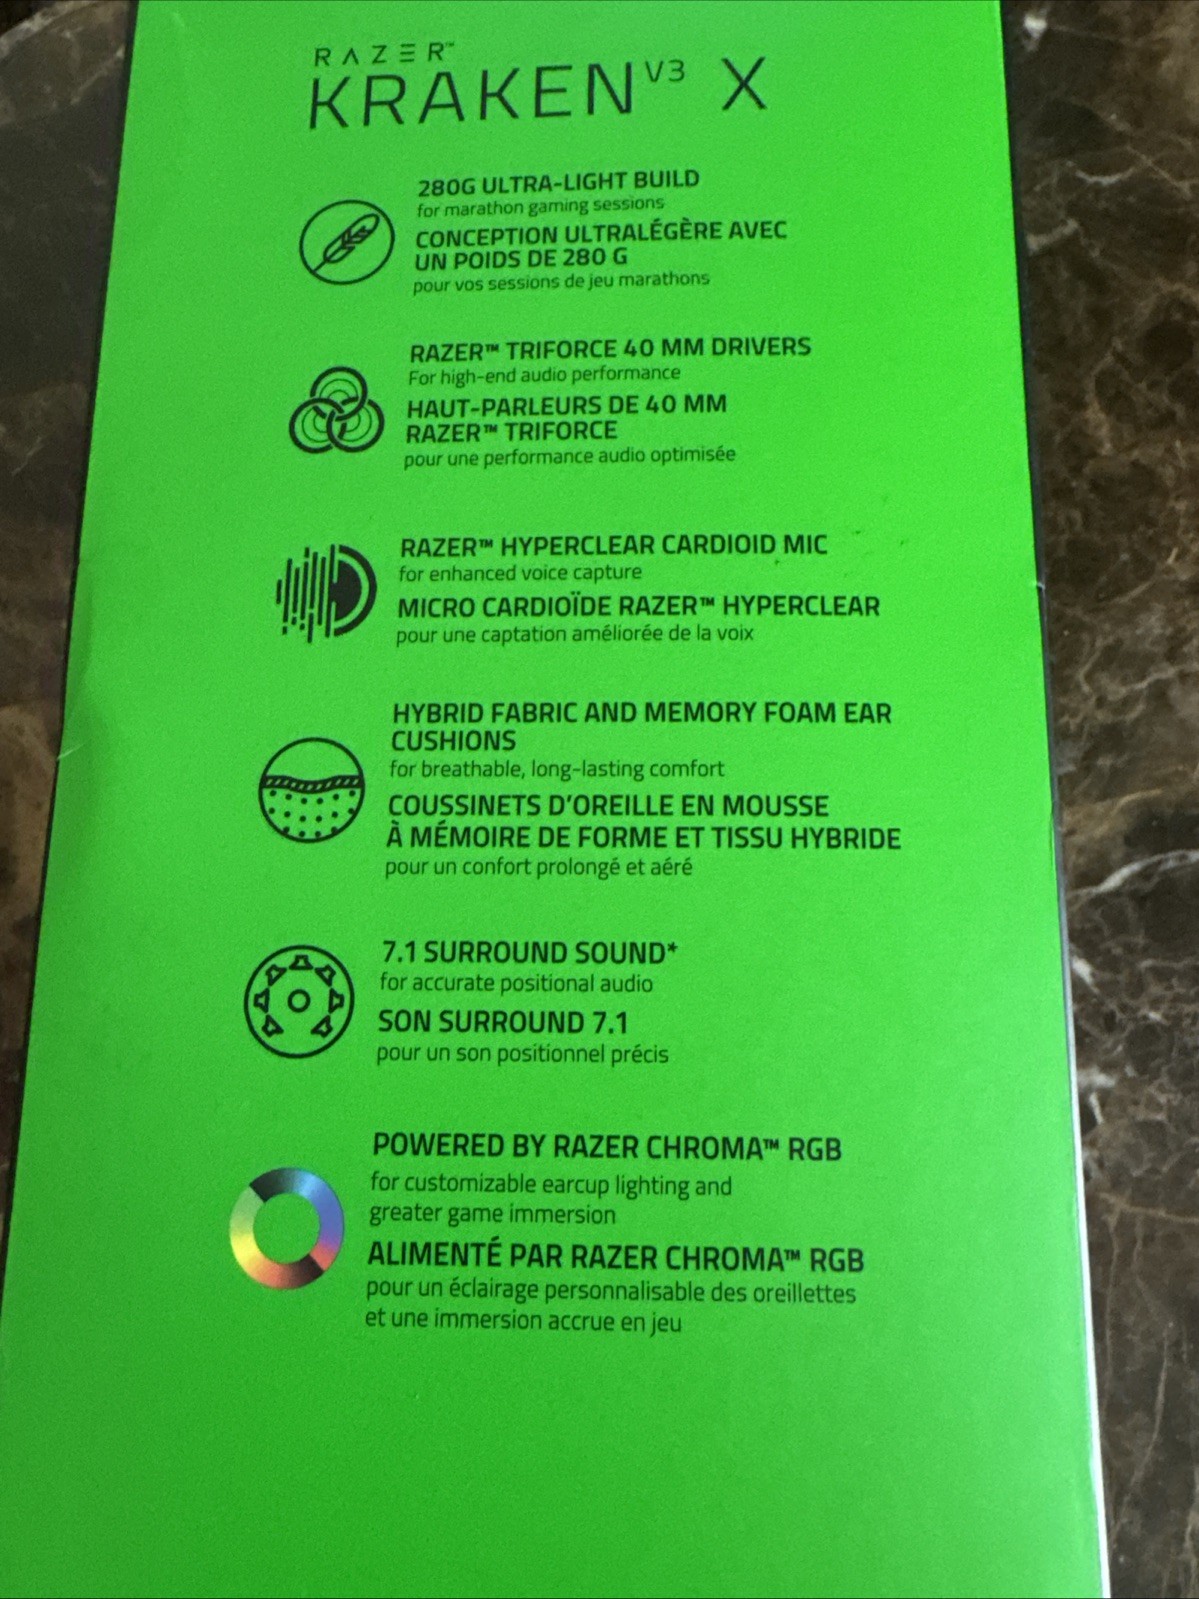 RAZER™
KRAKEN V3 X
280G ULTRA-LIGHT BUILD
for marathon gaming sessions
CONCEPTION ULTRALÉGÈRE AVEC
UN POIDS DE 280 G
pour vos sessions de jeu marathons
RAZER™ TRIFORCE 40 MM DRIVERS
For high-end audio performance
HAUT-PARLEURS DE 40 MM
RAZER™ TRIFORCE
pour une performance audio optimisée
RAZER™ HYPERCLEAR CARDIOID MIC
for enhanced voice capture
MICRO CARDIOÏDE RAZER™ HYPERCLEAR
pour une captation améliorée de la voix
HYBRID FABRIC AND MEMORY FOAM EAR
CUSHIONS
for breathable, long-lasting comfort
COUSSINETS D'OREILLE EN MOUSSE
À MÉMOIRE DE FORME ET TISSU HYBRIDE
pour un confort prolongé et aéré
7.1 SURROUND SOUND*
for accurate positional audio
SON SURROUND 7.1
pour un son positionnel précis
POWERED BY RAZER CHROMA™ RGB
for customizable earcup lighting and
greater game immersion
ALIMENTÉ PAR RAZER CHROMA™ RGB
pour un éclairage personnalisable des oreillettes
et une immersion accrue en jeu